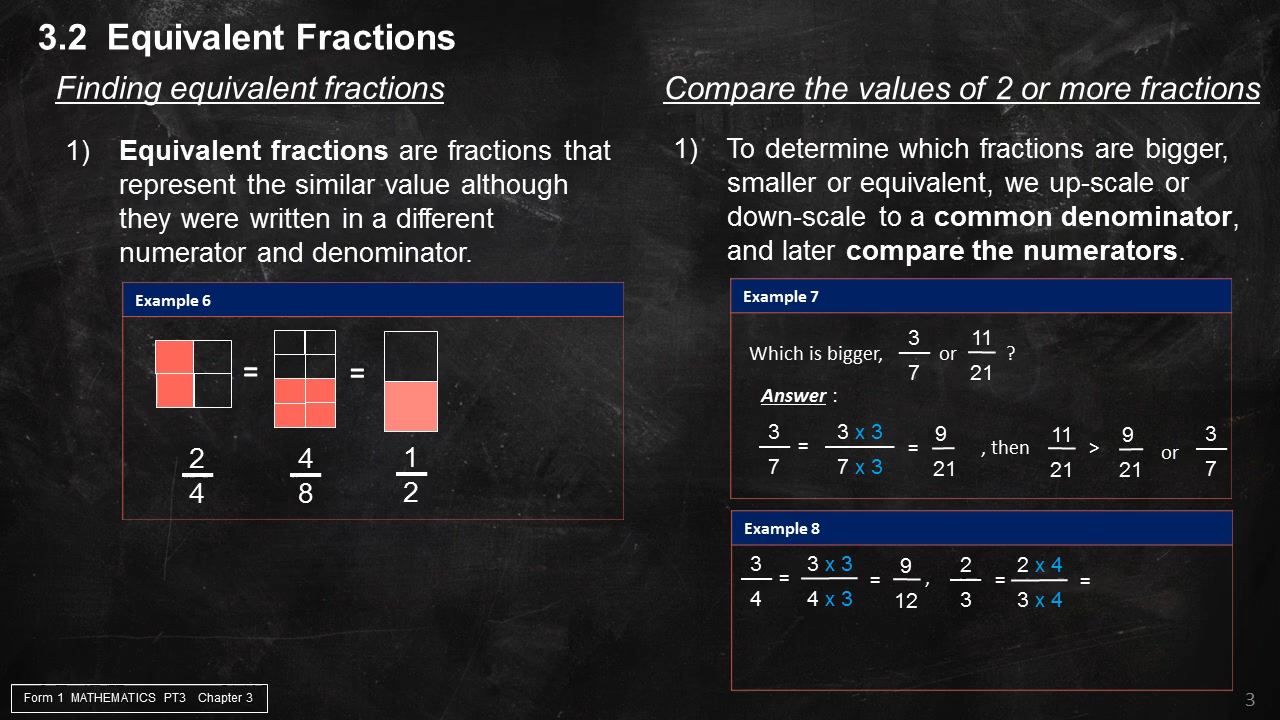 3.2 Equivalent Fractions
Finding equivalent fractions
1) Equivalent fractions are fractions that
represent the similar value although
they were written in a different
numerator and denominator.
Example 6
= =
2/4 4/8 1/2
Compare the values of 2 or more fractions
1) To determine which fractions are bigger,
smaller or equivalent, we up-scale or
down-scale to a common denominator,
and later compare the numerators.
Example 7
Which is bigger, 3/7 or 11/21 ?
Answer :
3/7 = 3 x 3/7 x 3 = 9/21 , then 11/21 > 9/21 or 3/7
Example 8
3/4 = 3 x 3/4 x 3 = 9/12 , 2/3 = 2 x 4/3 x 4 =
Form 1 MATHEMATICS PT3 Chapter 3
3